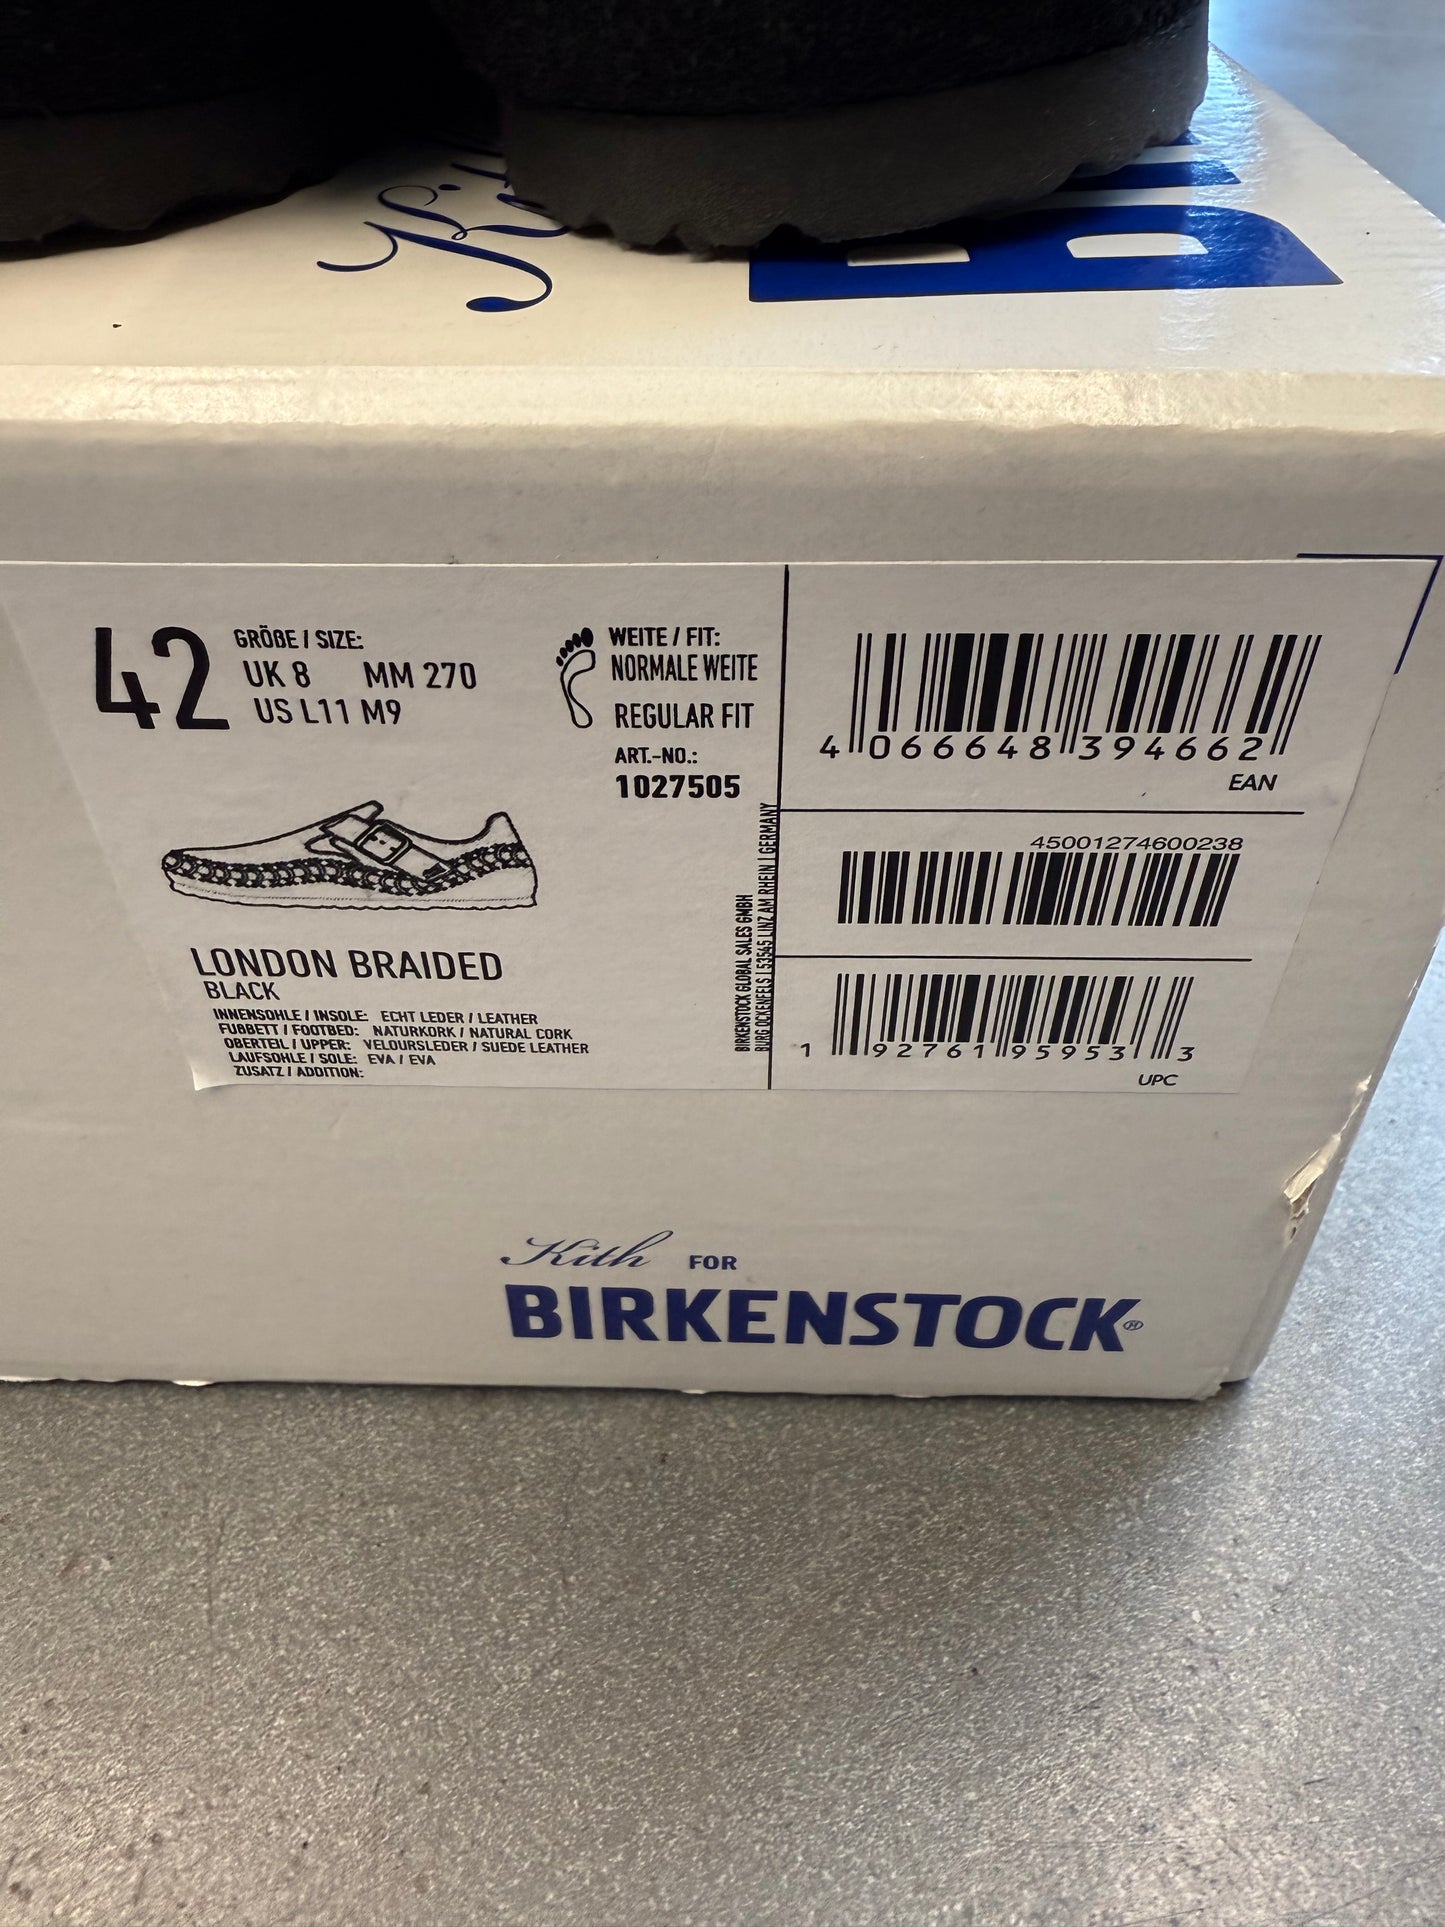 42
GRÖßE / SIZE:
UK 8 MM 270
US L11 M9
WEITE / FIT:
NORMALE WEITE
REGULAR FIT
ART.-NO.:
1027505
4 066648 394662
EAN
45001274600238
1 92761 95953 3
UPC
BIRKENSTOCK GLOBAL SALES GMBH
BURG OCKENFELS | 53545 LINZ AM RHEIN | GERMANY
LONDON BRAIDED
BLACK
INNENSOHLE / INSOLE: ECHT LEDER / LEATHER
FUßBETT / FOOTBED: NATURKORK / NATURAL CORK
OBERTEIL / UPPER: VELOURSLEDER / SUEDE LEATHER
LAUFSOHLE / SOLE: EVA / EVA
ZUSATZ / ADDITION:
Kith FOR
BIRKENSTOCK®